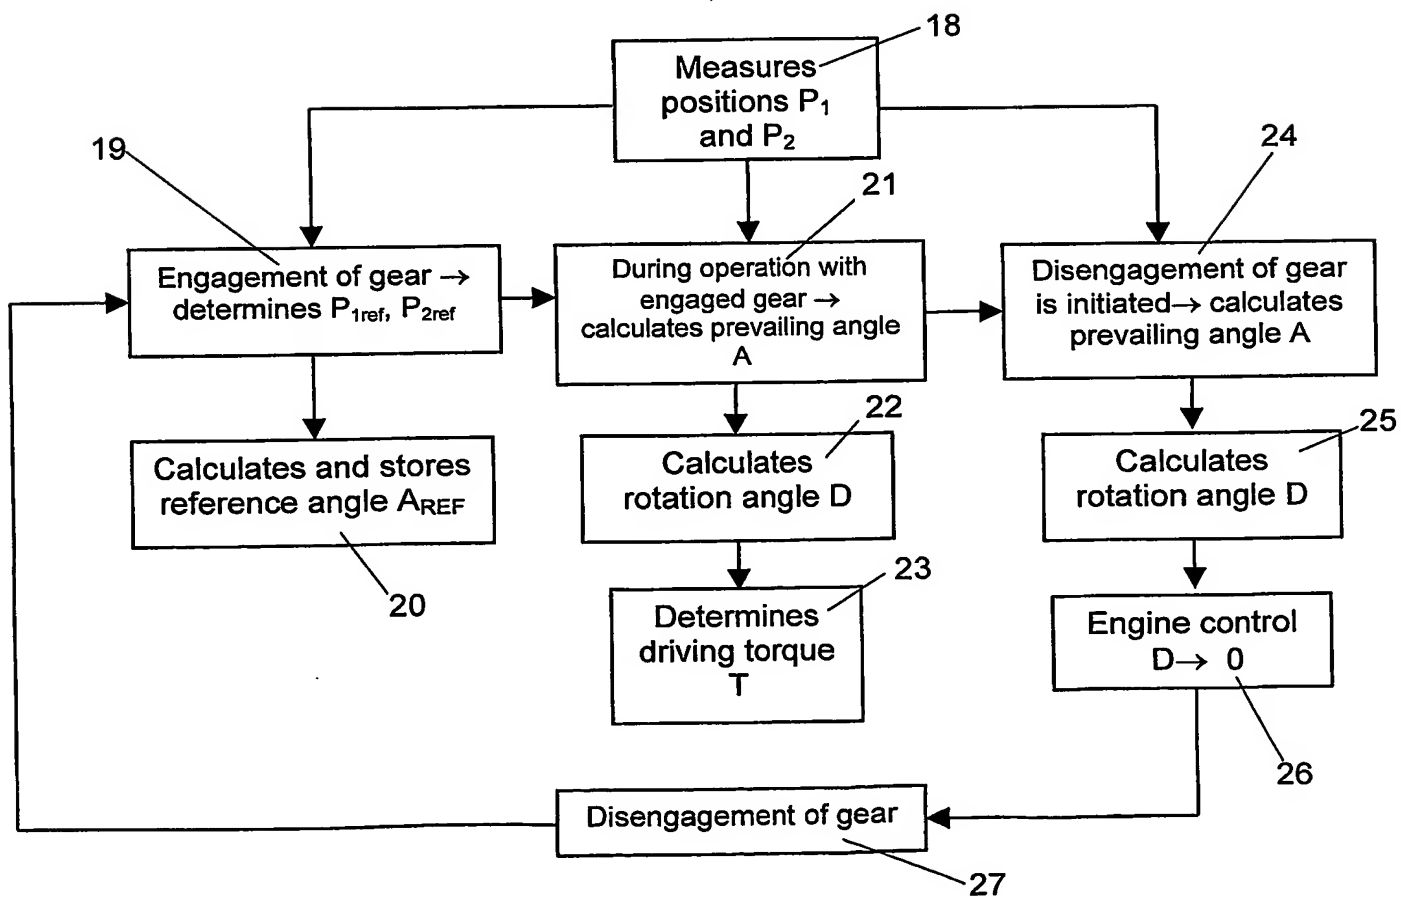 18
Measures
positions P₁
and P₂
19
Engagement of gear →
determines P₁ref, P₂ref
21
During operation with
engaged gear →
calculates prevailing angle
A
24
Disengagement of gear
is initiated→ calculates
prevailing angle A
Calculates and stores
reference angle AREF
20
22
Calculates
rotation angle D
25
Calculates
rotation angle D
23
Determines
driving torque
T
Engine control
D→ 0
26
Disengagement of gear
27